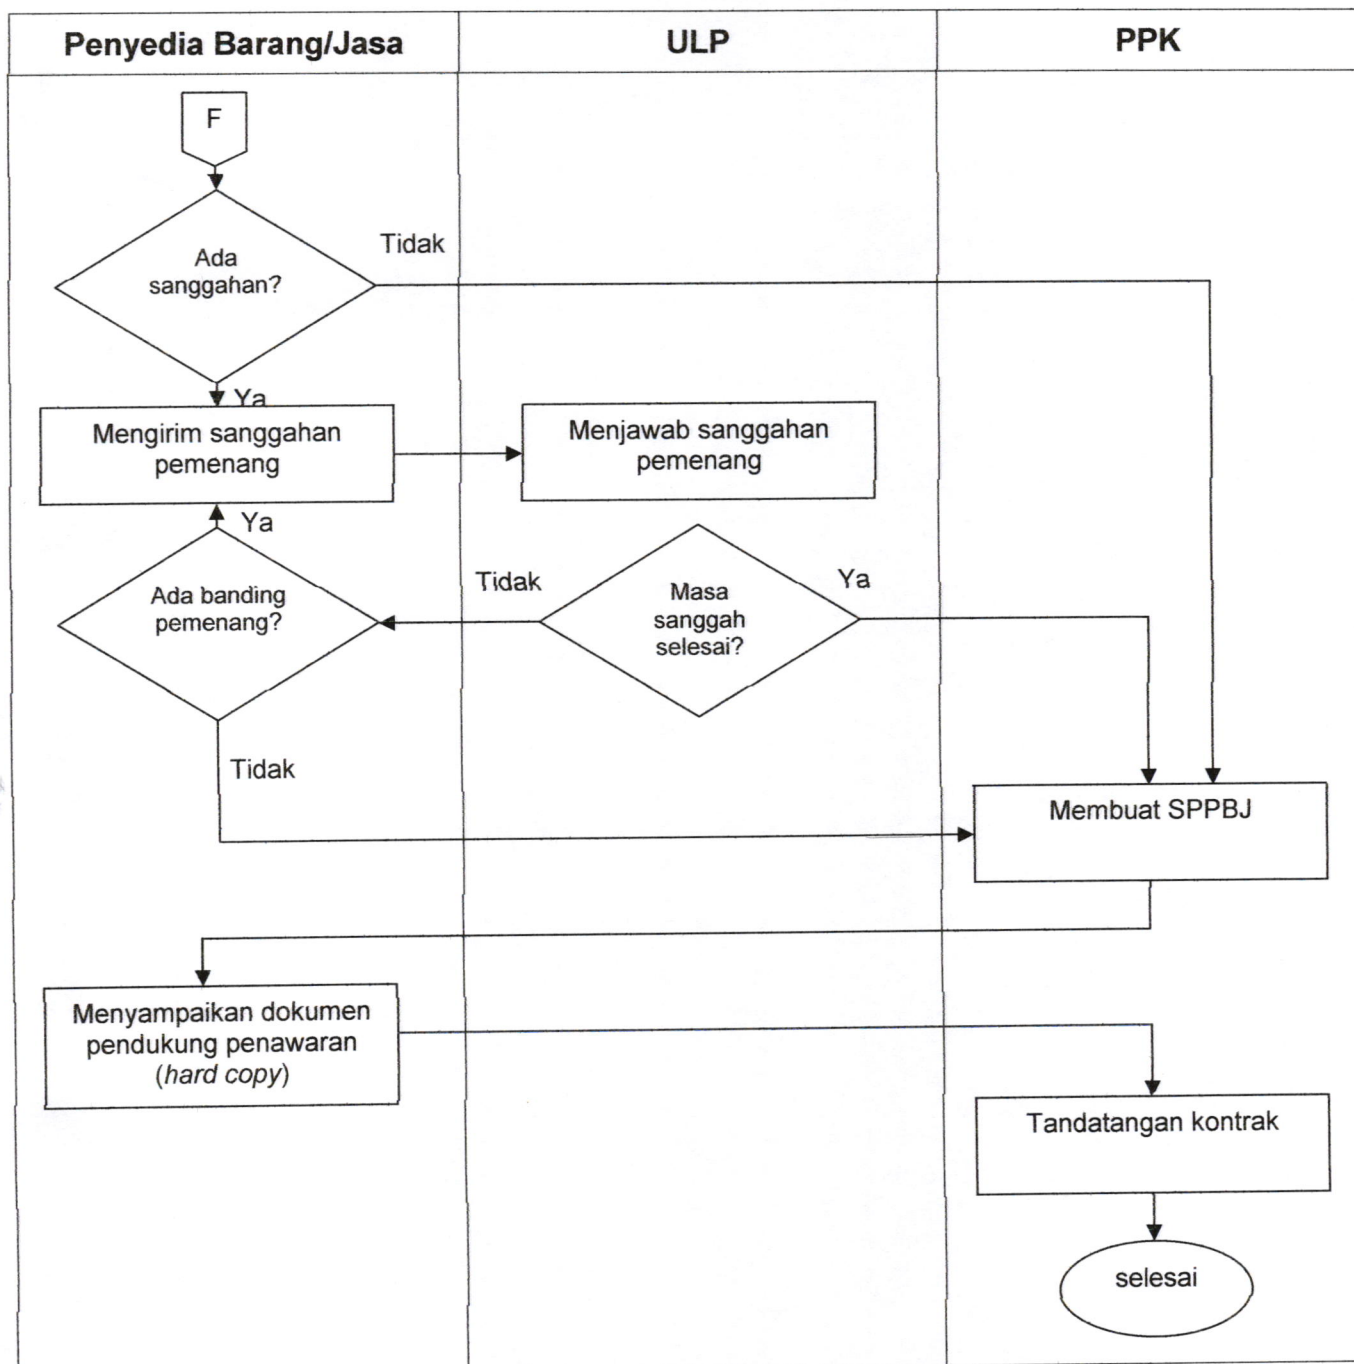 Penyedia Barang/Jasa
ULP
PPK
F
Ada
sanggahan?
Tidak
Ya
Mengirim sanggahan
pemenang
Menjawab sanggahan
pemenang
Ya
Ada banding
pemenang?
Tidak
Masa
sanggah
selesai?
Ya
Tidak
Membuat SPPBJ
Menyampaikan dokumen
pendukung penawaran
(hard copy)
Tandatangan kontrak
selesai